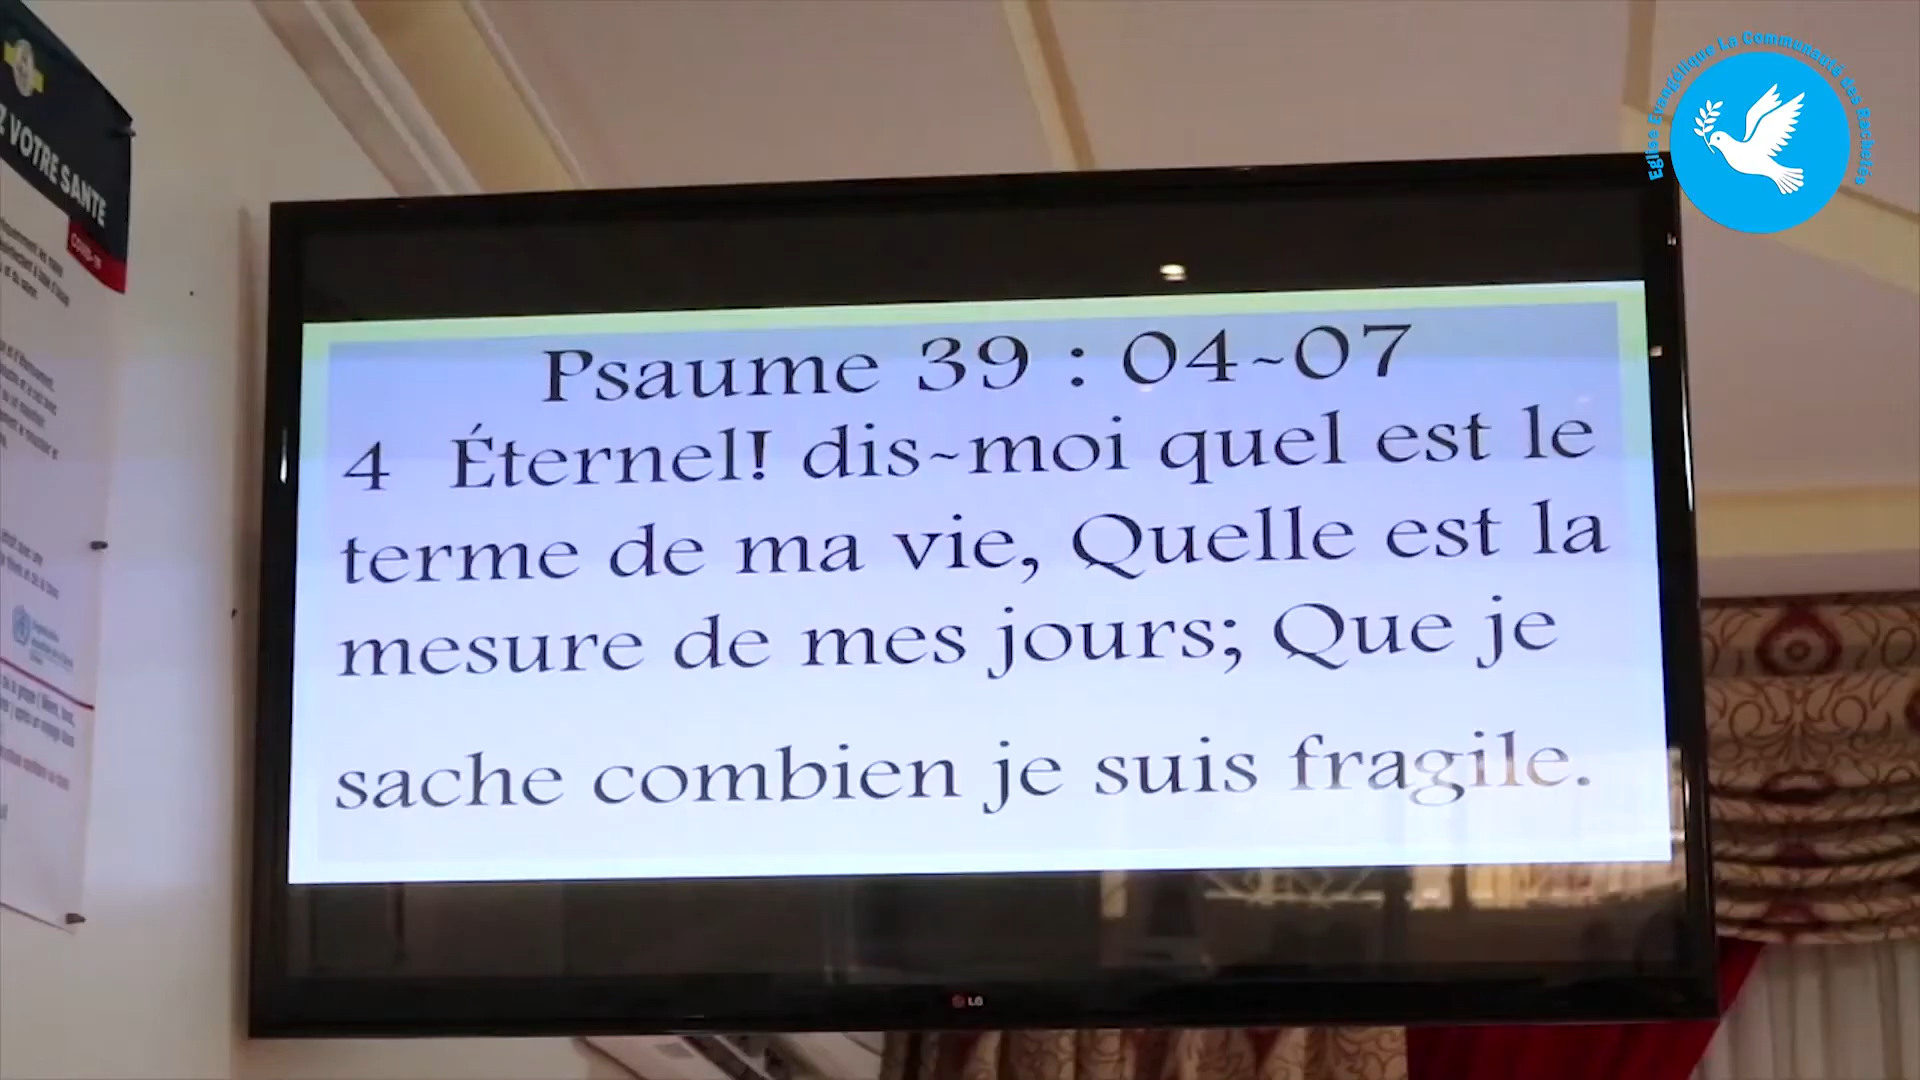 Eglise Evangélique La Communauté des Rachetés
Z VOTRE SANTE
COVID-19
Psaume 39 : 04-07
4 Éternel! dis-moi quel est le
terme de ma vie, Quelle est la
mesure de mes jours; Que je
sache combien je suis fragile.
LG